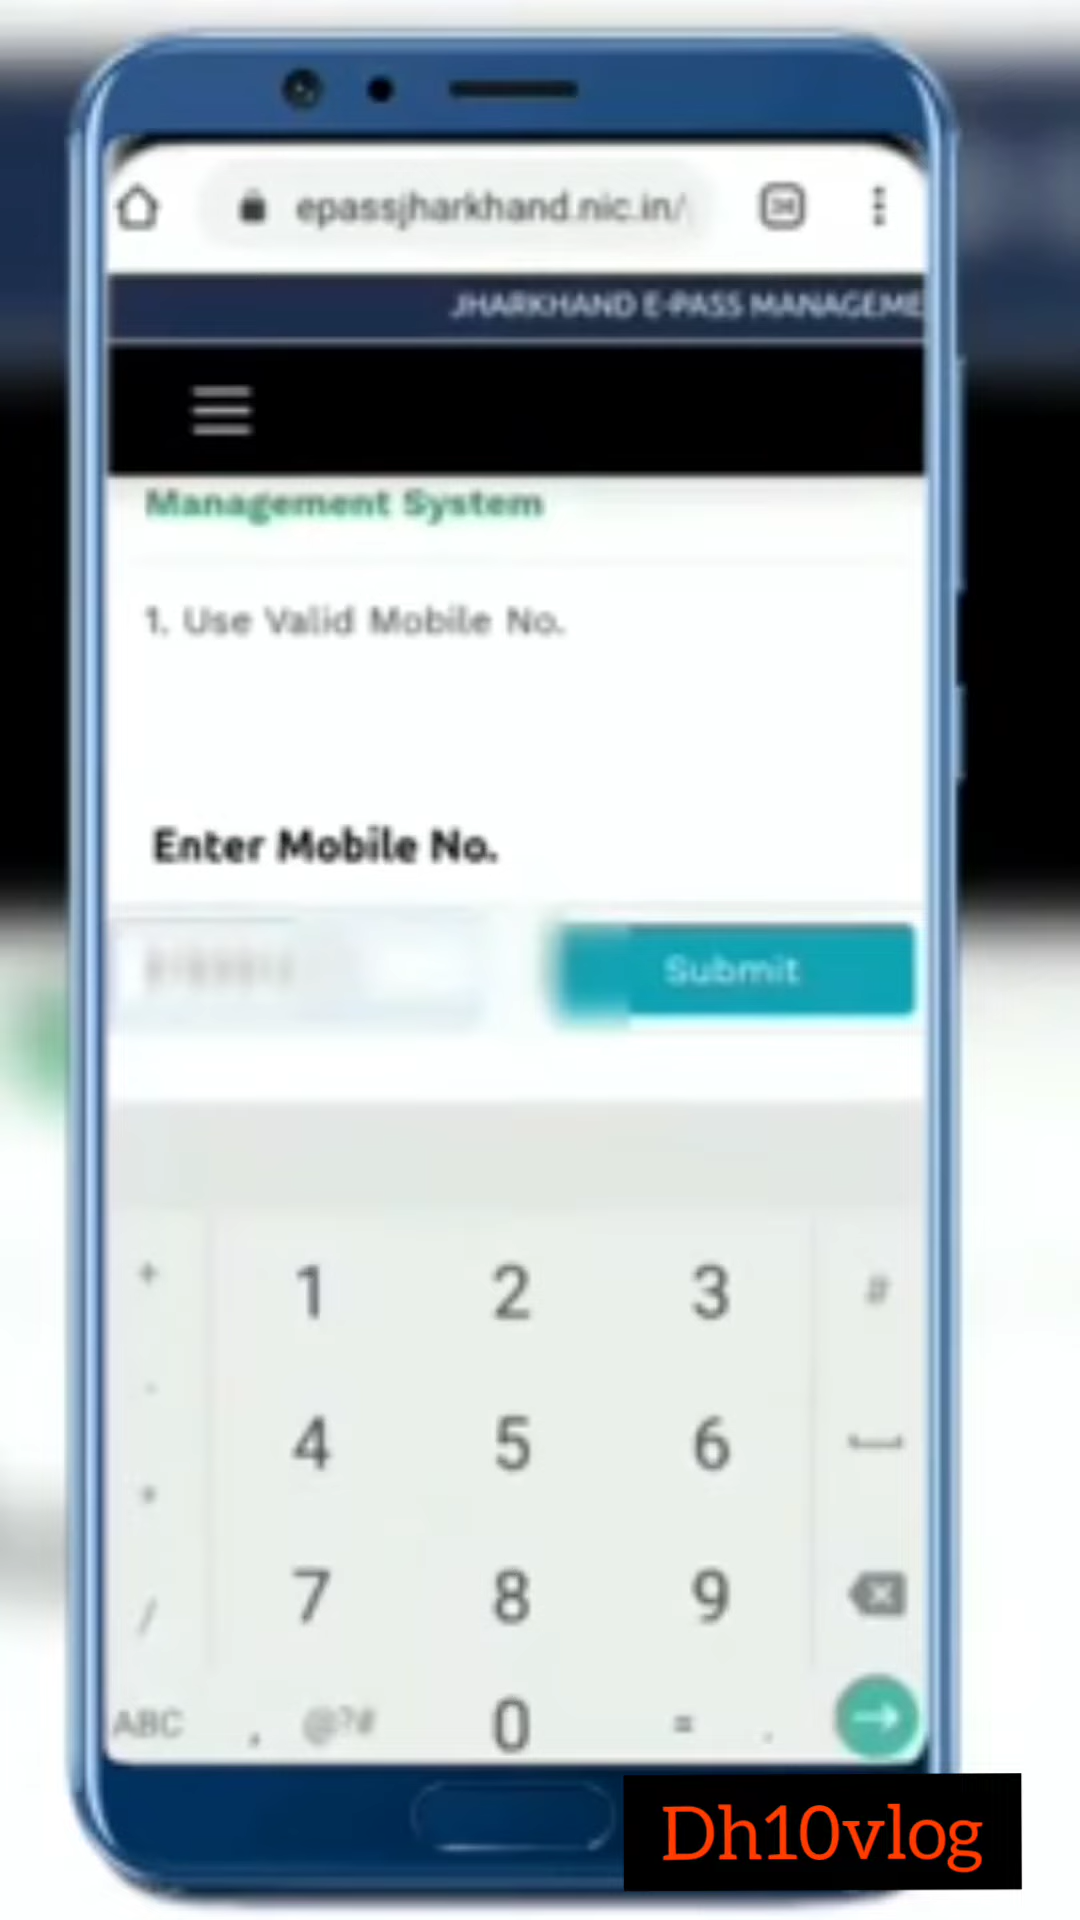 epassjharkhand.nic.in/
JHARKHAND E-PASS MANAGEME
Management System
1. Use Valid Mobile No.
Enter Mobile No.
Submit
+ 1 2 3 #
-
4 5 6
*
7 8 9
/
ABC , @?# 0 = .
Dh10vlog